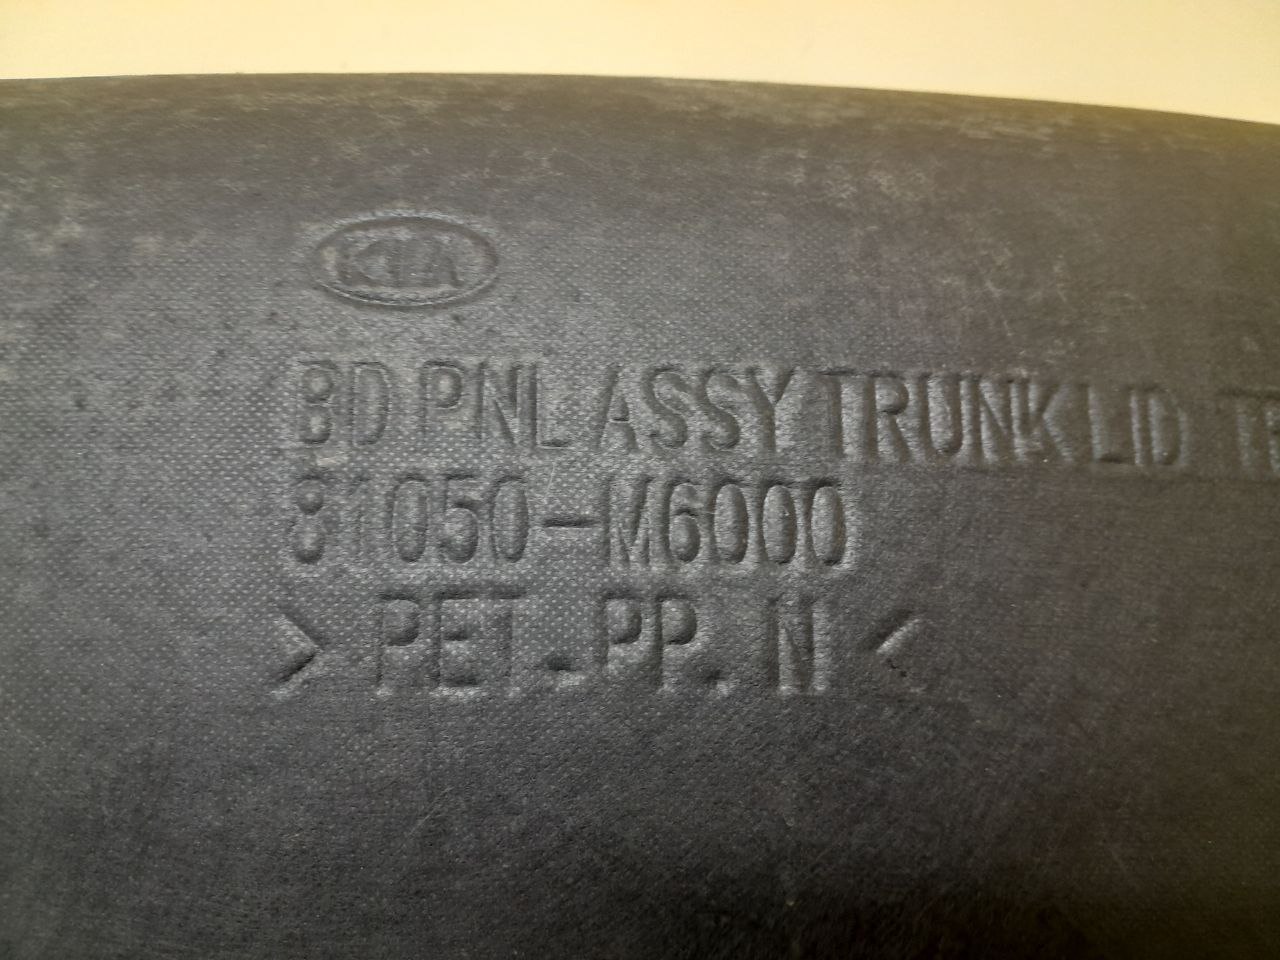 KIA
BD PNL ASSY TRUNK LID
81050-M6000
> PET. PP. N <